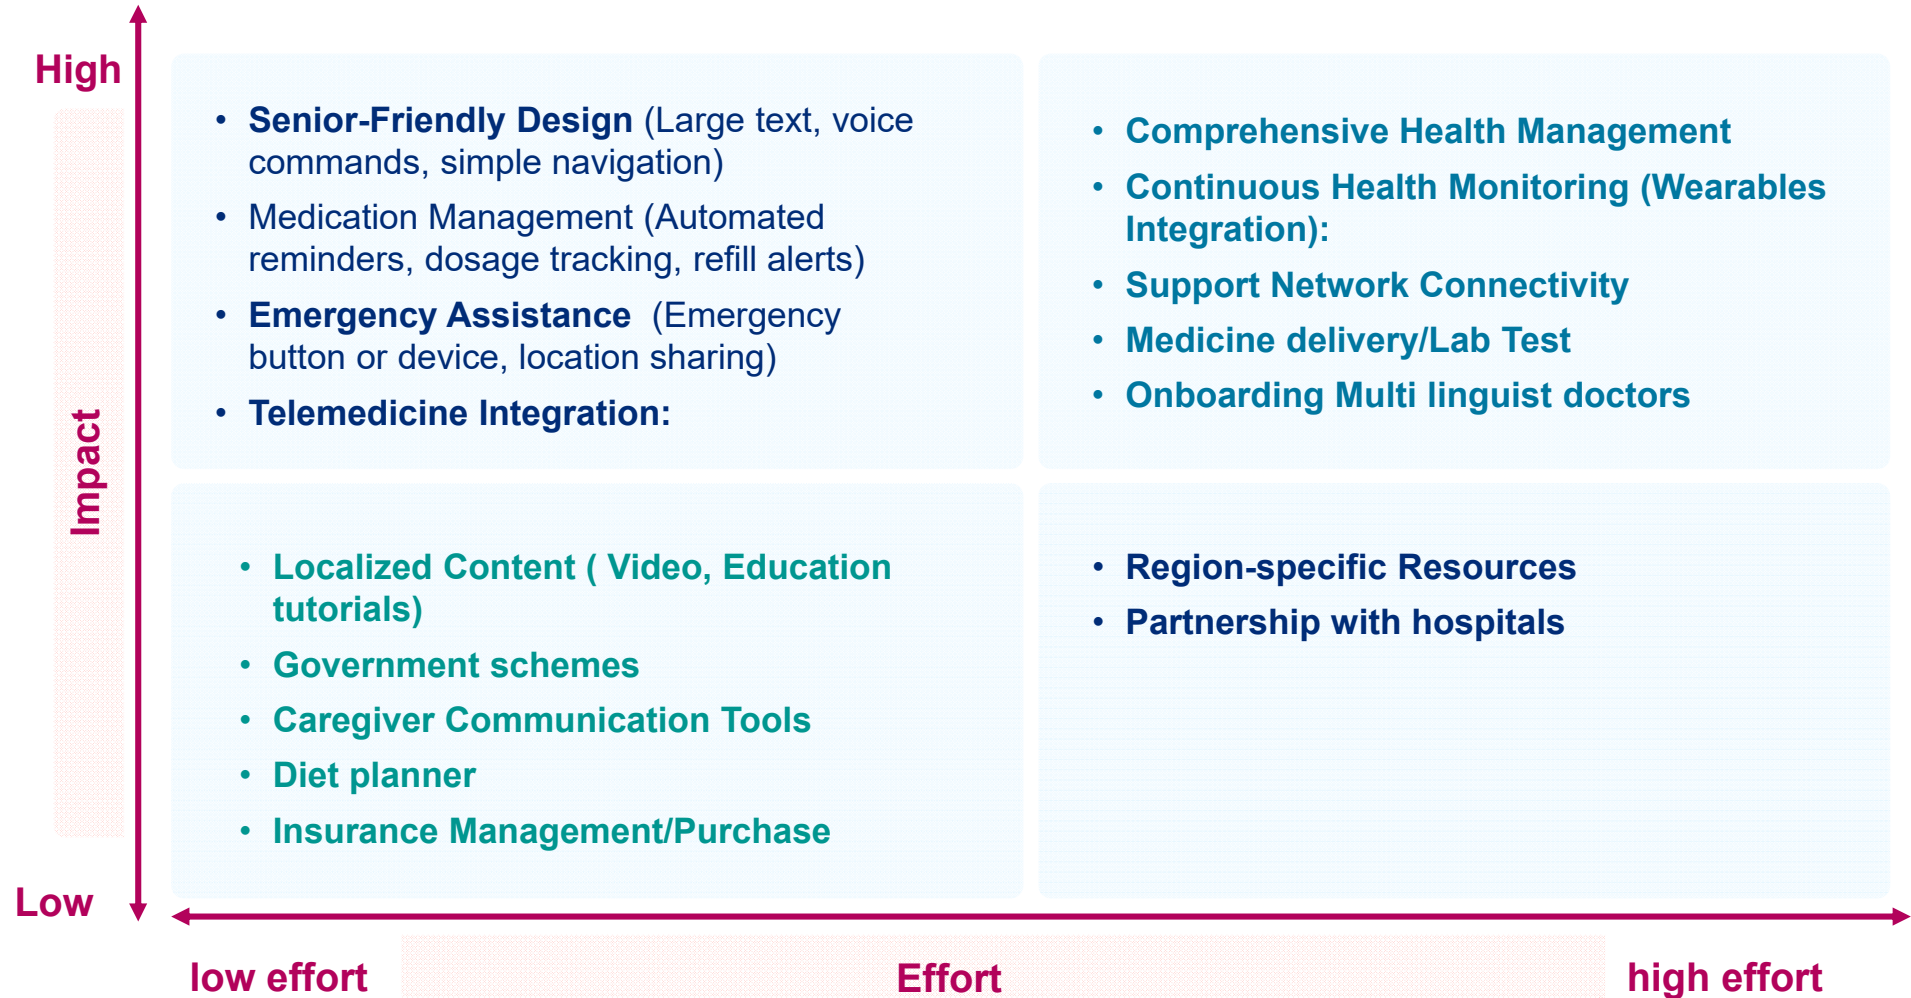 High
• Senior-Friendly Design (Large text, voice
commands, simple navigation)
• Medication Management (Automated
reminders, dosage tracking, refill alerts)
• Emergency Assistance  (Emergency
button or device, location sharing)
• Telemedicine Integration:
• Comprehensive Health Management
• Continuous Health Monitoring (Wearables
Integration):
• Support Network Connectivity
• Medicine delivery/Lab Test
• Onboarding Multi linguist doctors
Impact
• Localized Content ( Video, Education
tutorials)
• Government schemes
• Caregiver Communication Tools
• Diet planner
• Insurance Management/Purchase
• Region-specific Resources
• Partnership with hospitals
Low
low effort
Effort
high effort